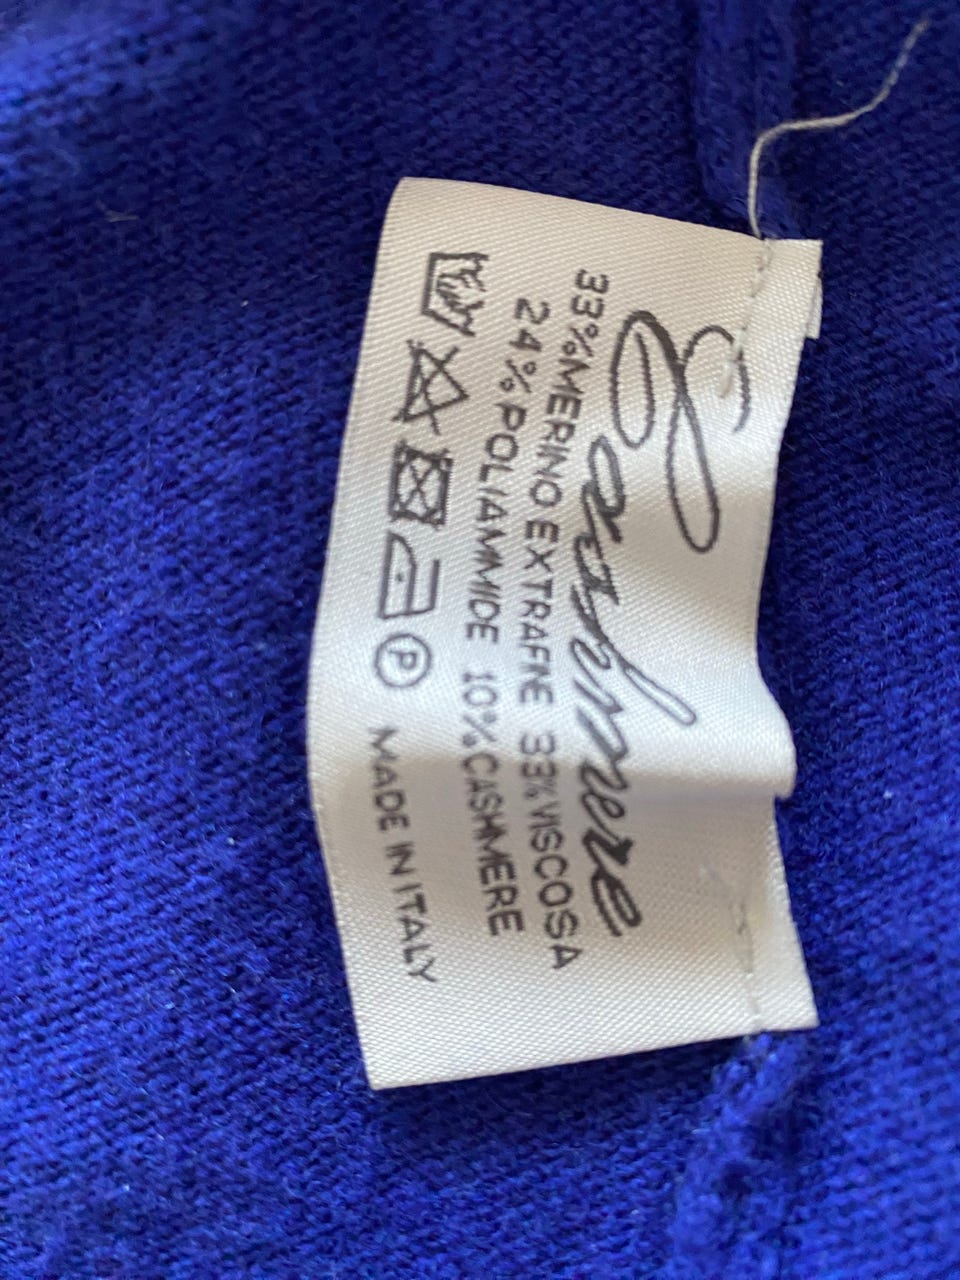 Cashmere
33%MERINO EXTRAFINE 33%VISCOSA
24%POLIAMMIDE 10%CASHMERE
P MADE IN ITALY